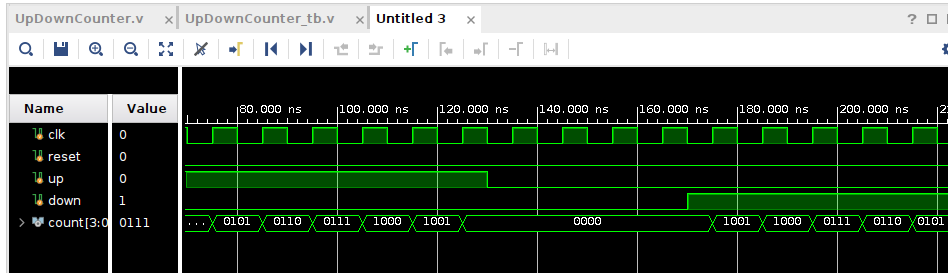 UpDownCounter.v × UpDownCounter_tb.v × Untitled 3 ×
?
Name Value
80.000 ns 100.000 ns 120.000 ns 140.000 ns 160.000 ns 180.000 ns 200.000 ns
clk 0
reset 0
up 0
down 1
count[3:0 0111 ... 0101 0110 0111 1000 1001 0000 1001 1000 0111 0110 0101